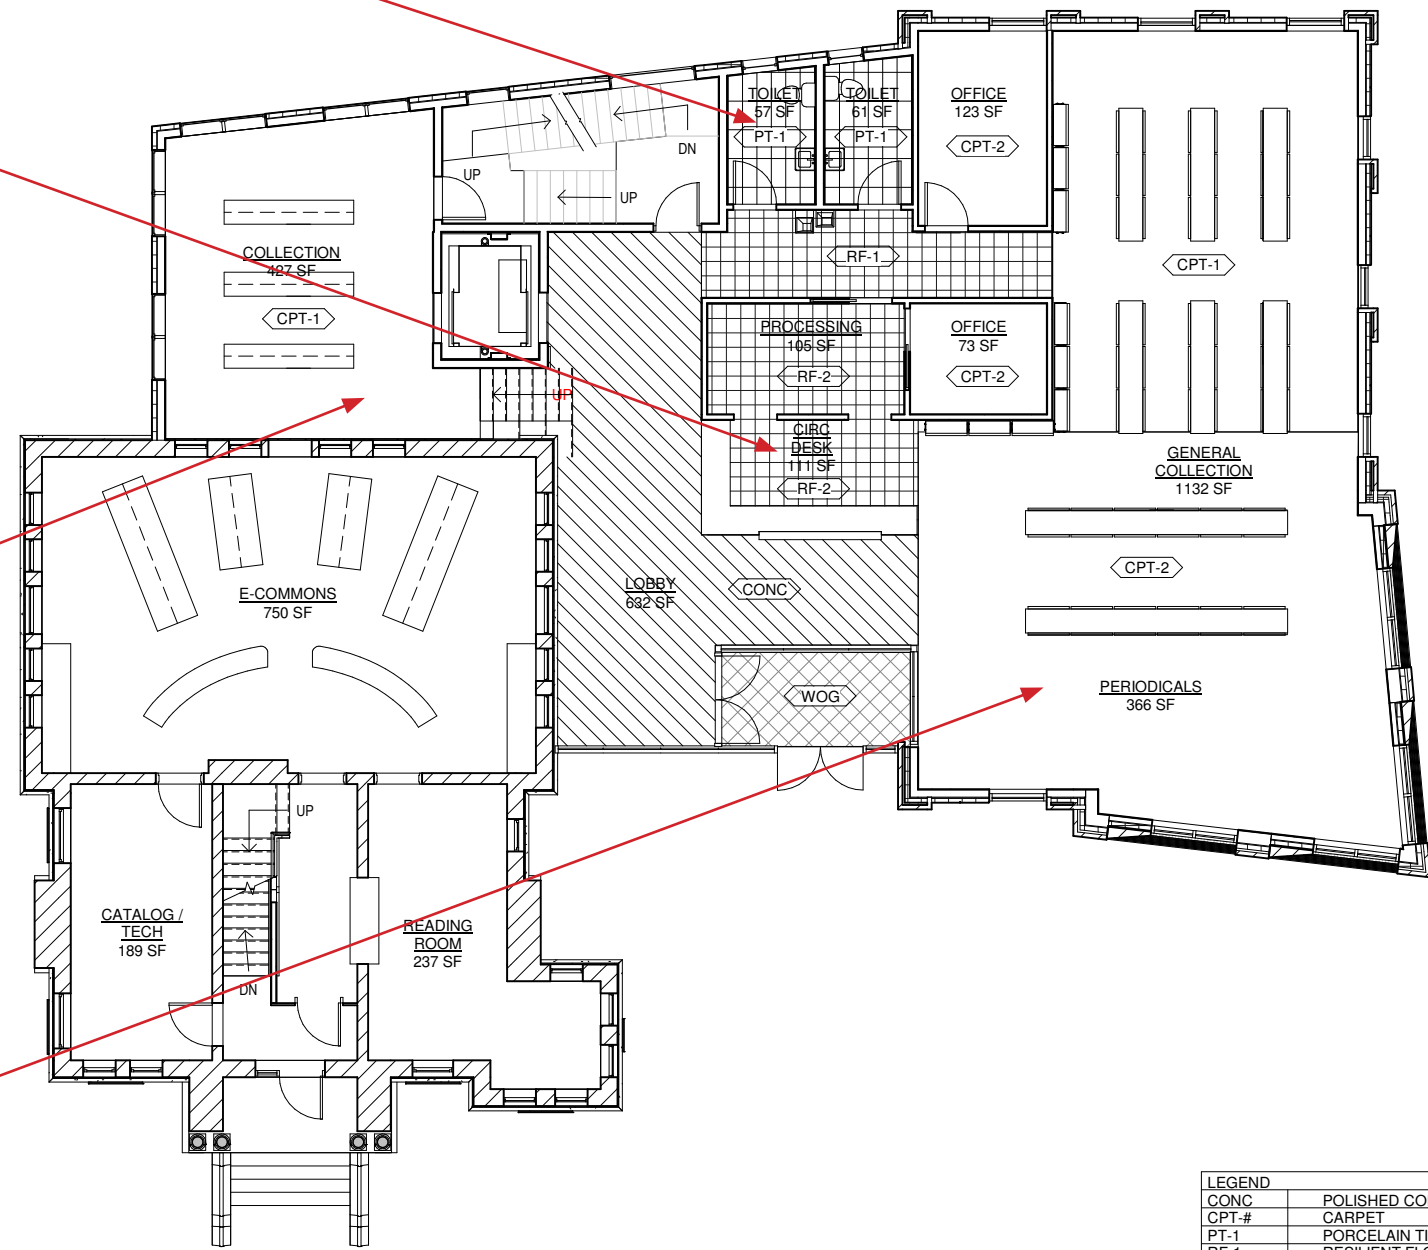 TOILET
57 SF
PT-1
TOILET
61 SF
PT-1
OFFICE
123 SF
CPT-2
DN
UP
UP
COLLECTION
427 SF
CPT-1
RF-1
CPT-1
PROCESSING
105 SF
RF-2
OFFICE
73 SF
CPT-2
UP
CIRC
DESK
111 SF
RF-2
GENERAL
COLLECTION
1132 SF
CPT-2
E-COMMONS
750 SF
LOBBY
632 SF
CONC
WOG
PERIODICALS
366 SF
UP
CATALOG /
TECH
189 SF
READING
ROOM
237 SF
DN
LEGEND
CONC POLISHED CO
CPT-# CARPET
PT-1 PORCELAIN TI